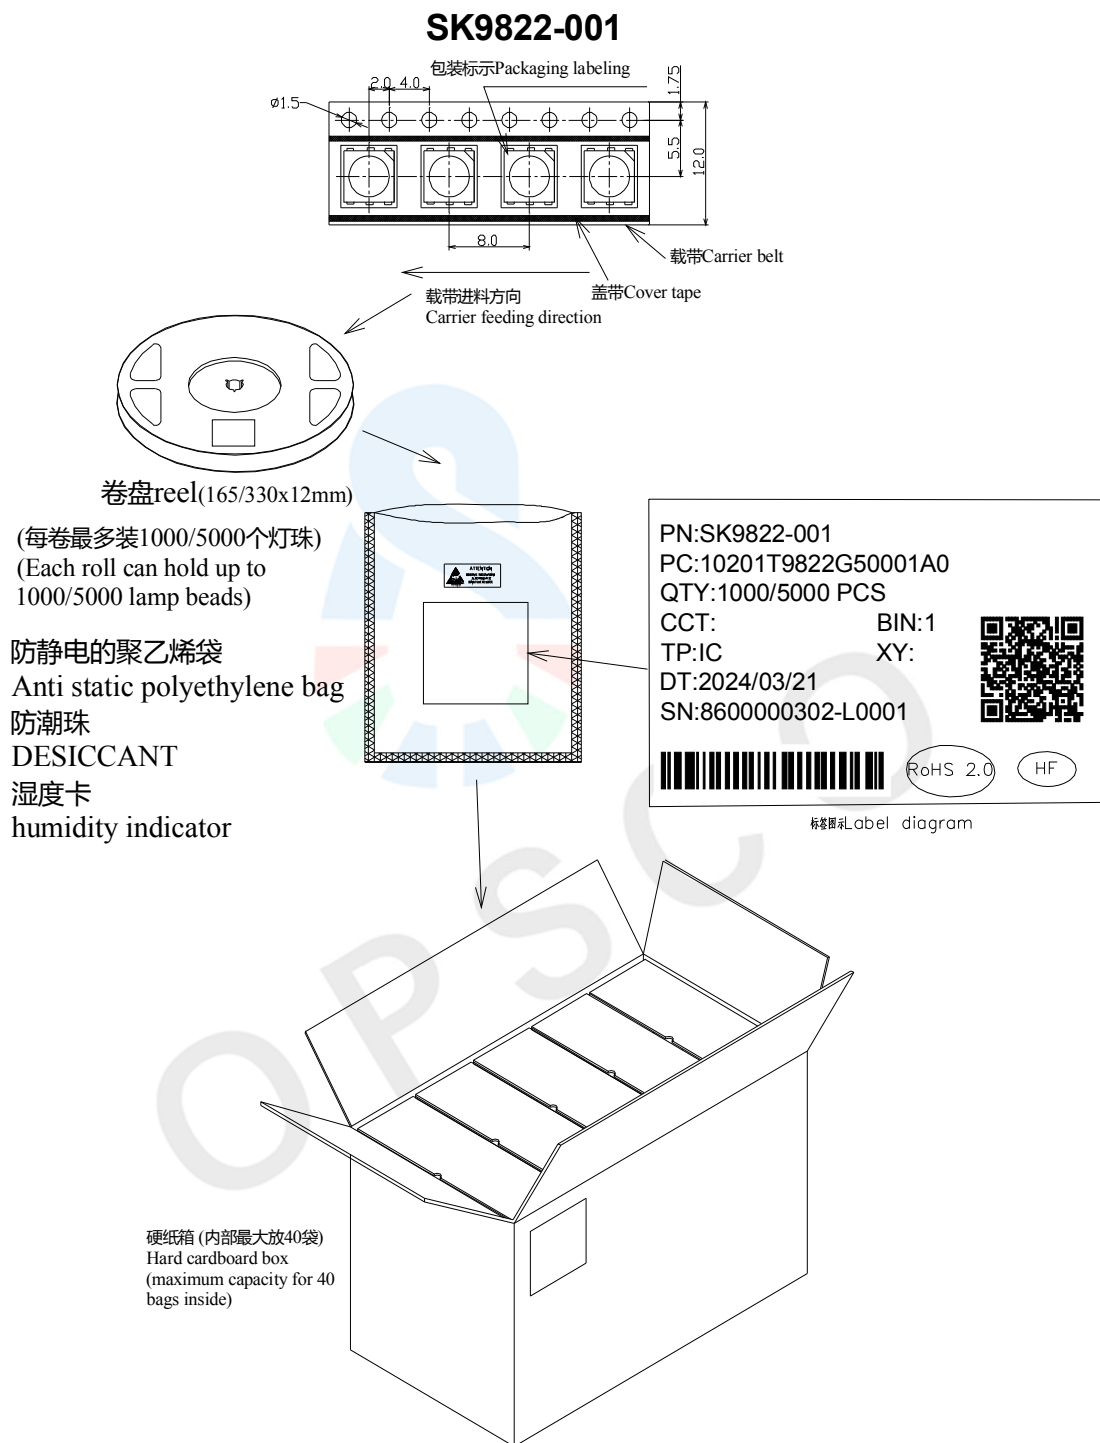 SK9822-001
包装标示Packaging labeling
2.0 4.0
1.75
ø1.5
5.5
12.0
8.0
载带Carrier belt
盖带Cover tape
载带进料方向
Carrier feeding direction
卷盘reel(165/330x12mm)
(每卷最多装1000/5000个灯珠)
(Each roll can hold up to
1000/5000 lamp beads)
ATTENTION
防静电的聚乙烯袋
Anti static polyethylene bag
防潮珠
DESICCANT
湿度卡
humidity indicator
PN:SK9822-001
PC:10201T9822G50001A0
QTY:1000/5000 PCS
CCT: BIN:1
TP:IC XY:
DT:2024/03/21
SN:8600000302-L0001
RoHS 2.0 HF
标签图示Label diagram
OPSCO
硬纸箱 (内部最大放40袋)
Hard cardboard box
(maximum capacity for 40
bags inside)